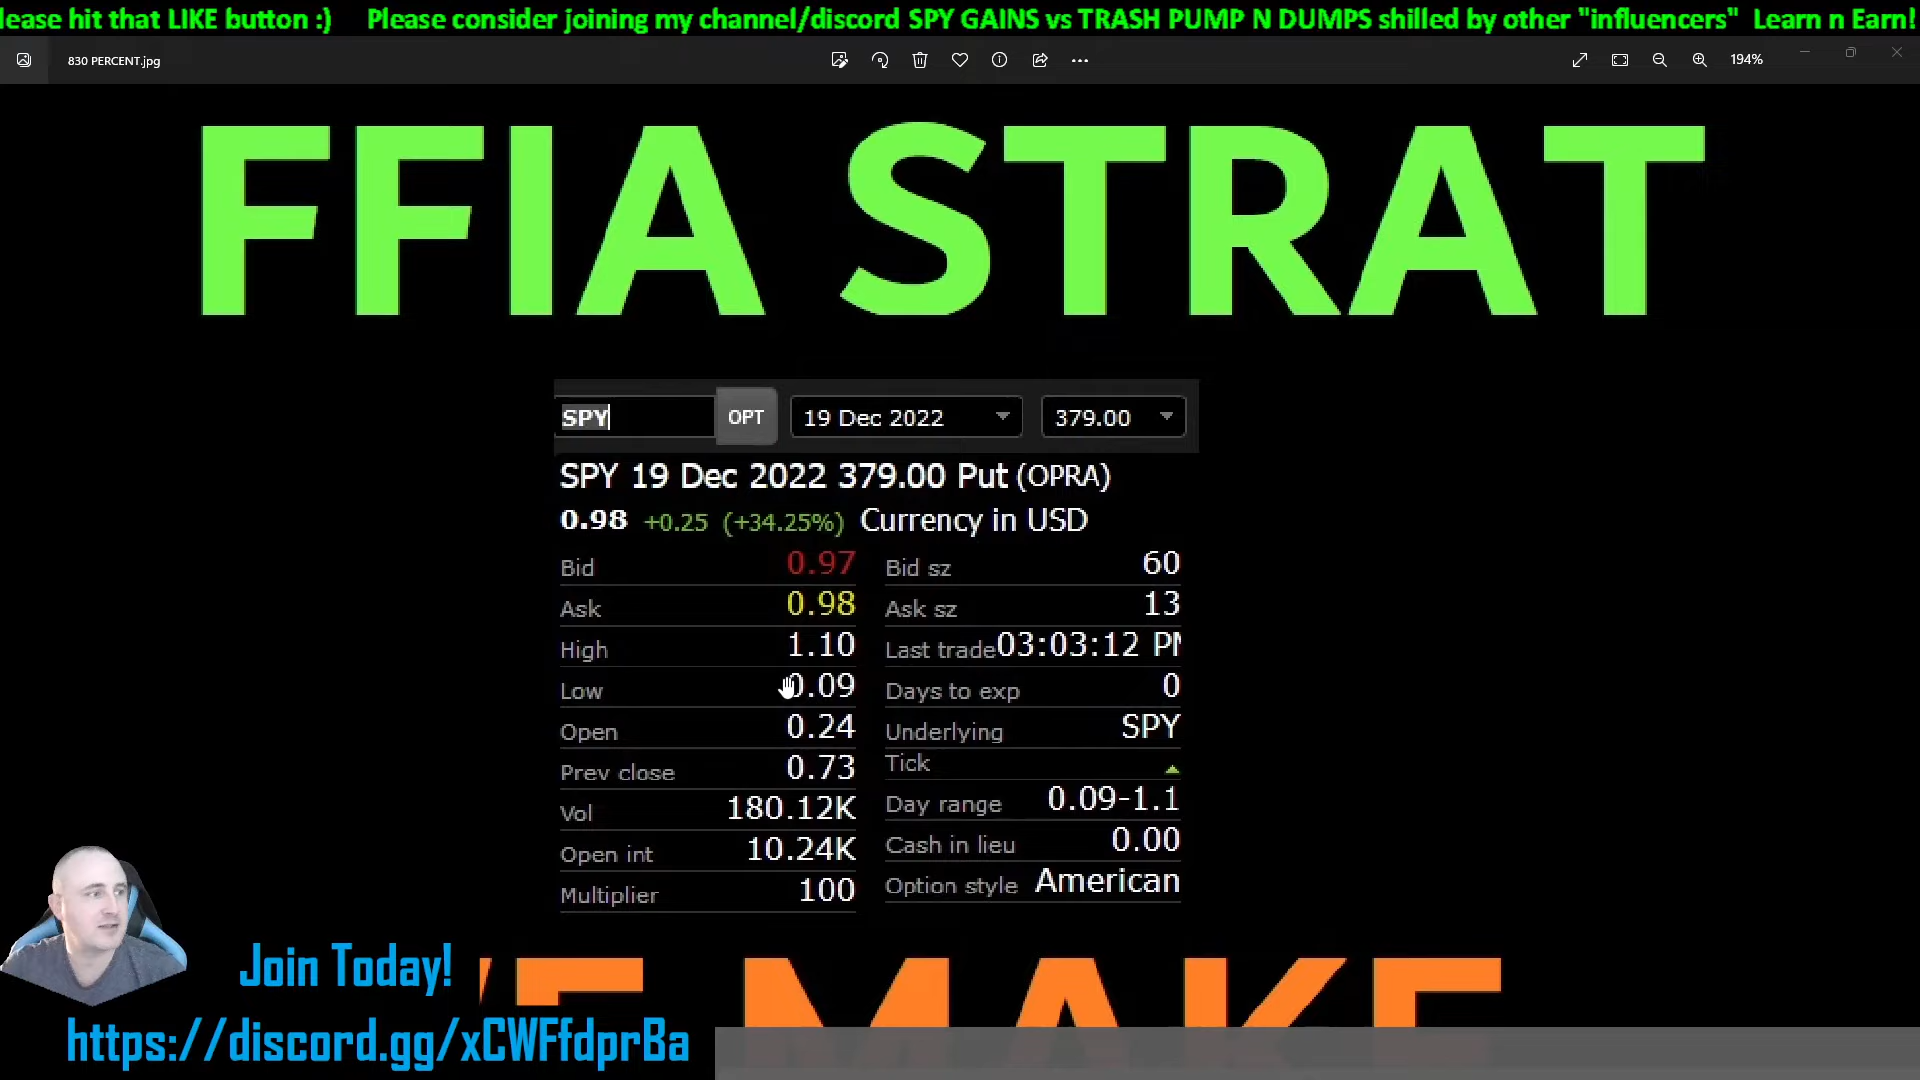 lease hit that LIKE button :) Please consider joining my channel/discord SPY GAINS vs TRASH PUMP N DUMPS shilled by other "influencers" Learn n Earn!
830 PERCENT.jpg
194%
FFIA STRAT
SPY OPT 19 Dec 2022 379.00
SPY 19 Dec 2022 379.00 Put (OPRA)
0.98 +0.25 (+34.25%) Currency in USD
Bid 0.97 Bid sz 60
Ask 0.98 Ask sz 13
High 1.10 Last trade 03:03:12 PM
Low 0.09 Days to exp 0
Open 0.24 Underlying SPY
Prev close 0.73 Tick
Vol 180.12K Day range 0.09-1.1
Open int 10.24K Cash in lieu 0.00
Multiplier 100 Option style American
Join Today!
E MAKE
https://discord.gg/xCWFfdprBa